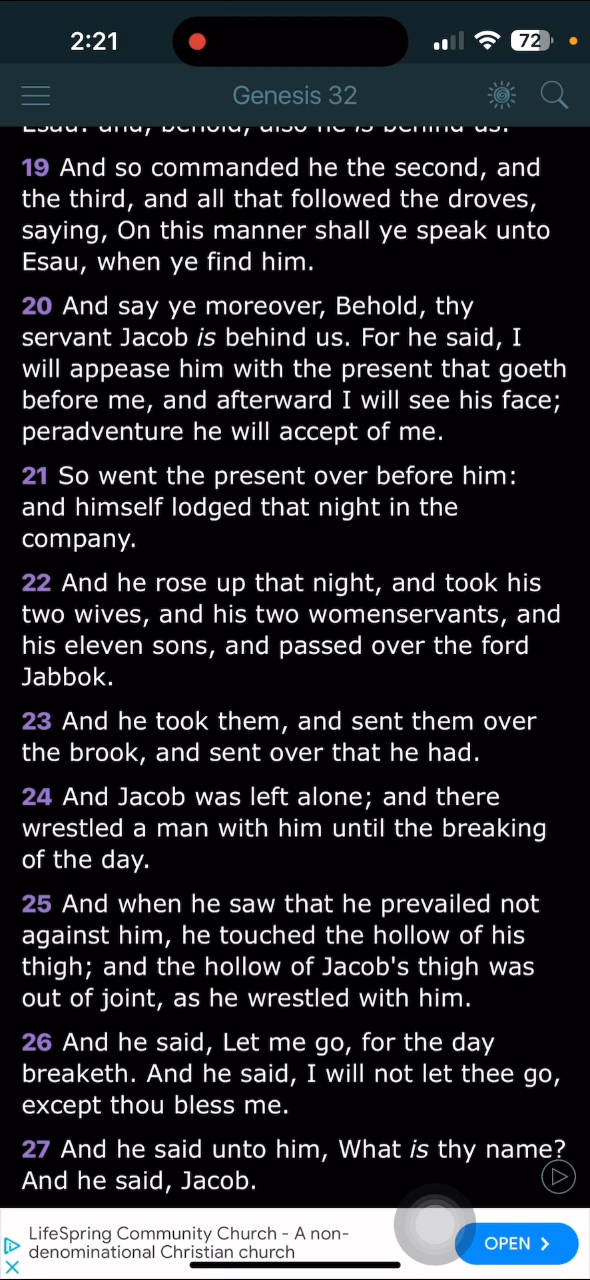 2:21
72
Genesis 32
Esau: and, behold, also he is behind us.
19 And so commanded he the second, and
the third, and all that followed the droves,
saying, On this manner shall ye speak unto
Esau, when ye find him.
20 And say ye moreover, Behold, thy
servant Jacob is behind us. For he said, I
will appease him with the present that goeth
before me, and afterward I will see his face;
peradventure he will accept of me.
21 So went the present over before him:
and himself lodged that night in the
company.
22 And he rose up that night, and took his
two wives, and his two womenservants, and
his eleven sons, and passed over the ford
Jabbok.
23 And he took them, and sent them over
the brook, and sent over that he had.
24 And Jacob was left alone; and there
wrestled a man with him until the breaking
of the day.
25 And when he saw that he prevailed not
against him, he touched the hollow of his
thigh; and the hollow of Jacob's thigh was
out of joint, as he wrestled with him.
26 And he said, Let me go, for the day
breaketh. And he said, I will not let thee go,
except thou bless me.
27 And he said unto him, What is thy name?
And he said, Jacob.
LifeSpring Community Church - A non-
denominational Christian church
OPEN